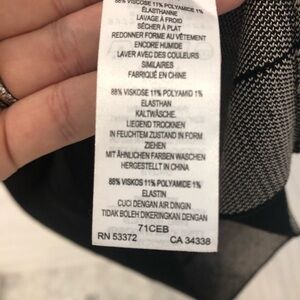 88% VISCOSE 11% POLYAMIDE 1%
ÉLASTHANNE
LAVAGE À FROID
SÉCHER À PLAT
REDONNER FORME AU VÊTEMENT
ENCORE HUMIDE
LAVER AVEC DES COULEURS
SIMILAIRES
FABRIQUÉ EN CHINE
88% VISKOSE 11% POLYAMID 1%
ELASTHAN
KALTWÄSCHE.
LIEGEND TROCKNEN
IN FEUCHTEM ZUSTAND IN FORM
ZIEHEN
MIT ÄHNLICHEN FARBEN WASCHEN
HERGESTELLT IN CHINA
88% VISKOS 11% POLYAMIDE 1%
ELASTIN
CUCI DENGAN AIR DINGIN
TIDAK BOLEH DIKERINGKAN DENGAN
71CEB
RN 53372 CA 34338